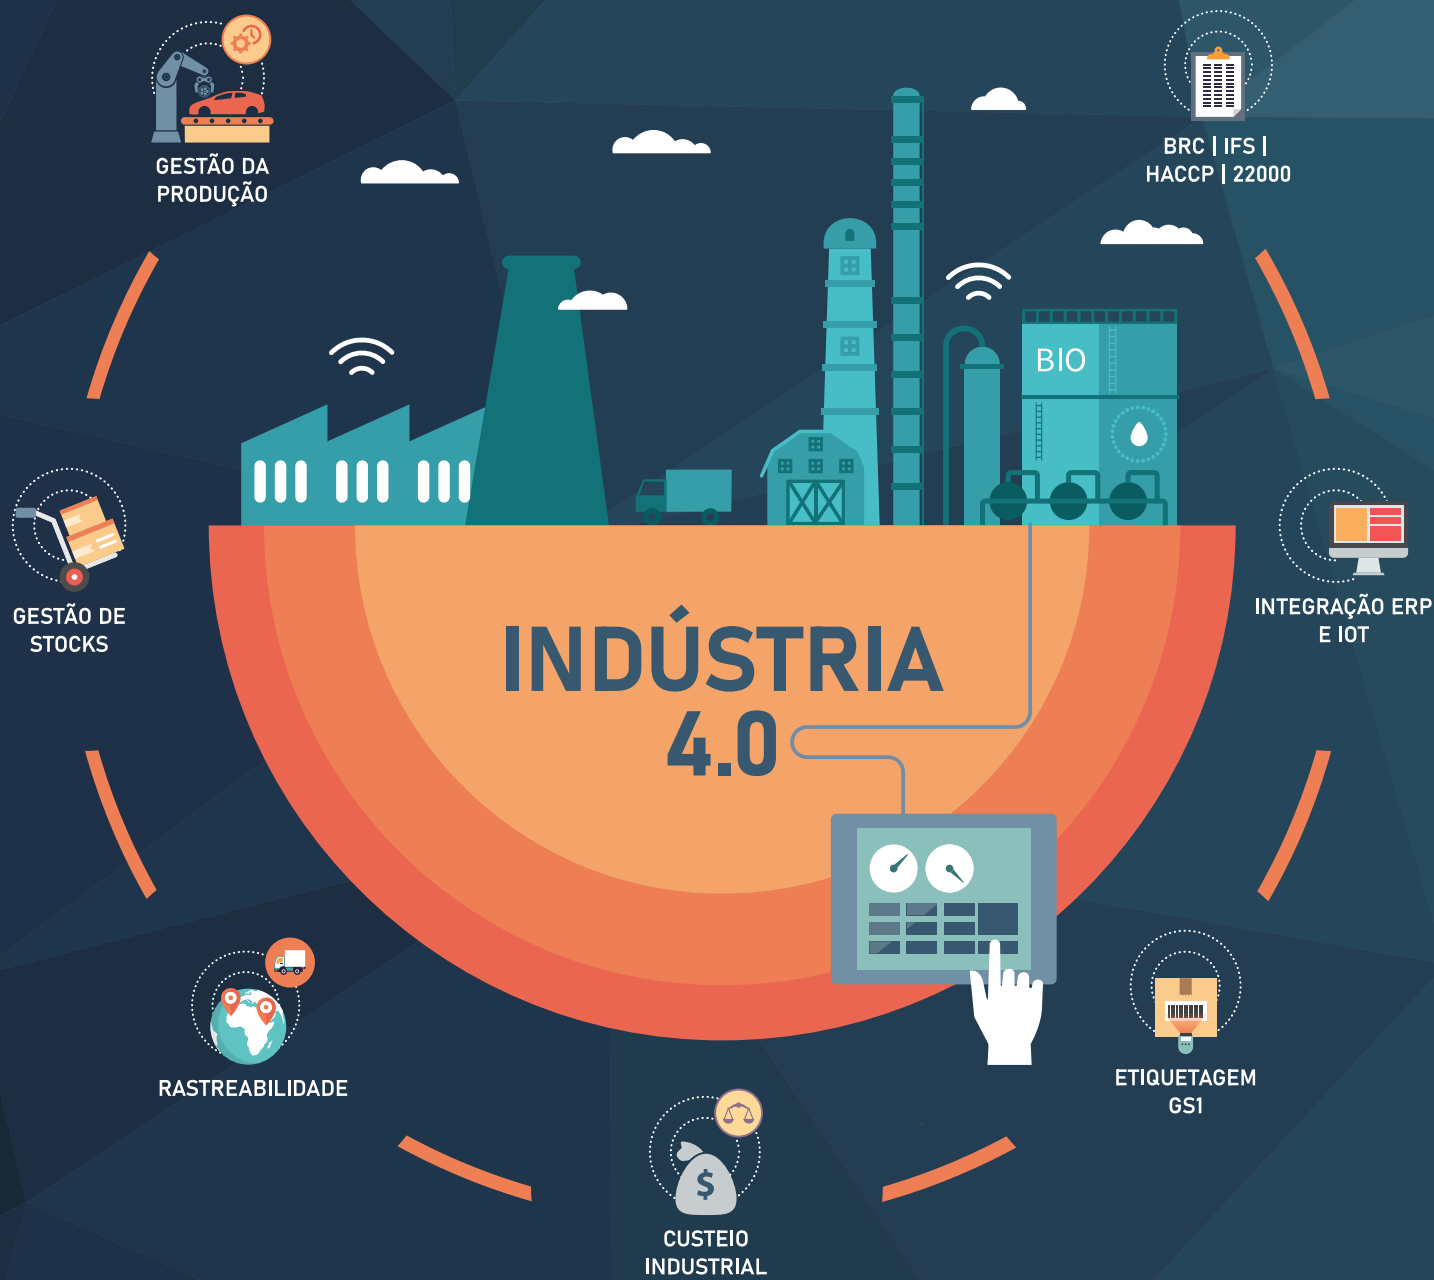 GESTÃO DA
PRODUÇÃO
BRC | IFS |
HACCP | 22000
BIO
GESTÃO DE
STOCKS
INTEGRAÇÃO ERP
E IOT
INDÚSTRIA
4.0
RASTREABILIDADE
ETIQUETAGEM
GS1
$
CUSTEIO
INDUSTRIAL